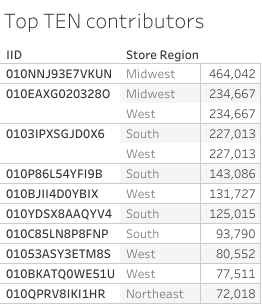 Top TEN contributors
IID Store Region
010NNJ93E7VKUN Midwest 464,042
010EAXG020328O Midwest 234,667
West 234,667
0103IPXSGJD0X6 South 227,013
West 227,013
010P86L54YFI9B South 143,086
010BJII4D0YBIX West 131,727
010YDSX8AAQYV4 South 125,015
010C85LN8P8FNP South 93,790
01053ASY3ETM8S West 80,552
010BKATQ0WE51U West 77,511
010QPRV8IKI1HR Northeast 72,018